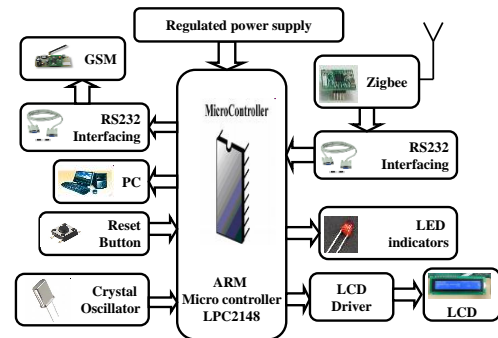 Regulated power supply
GSM
Zigbee
MicroController
RS232
Interfacing
RS232
Interfacing
PC
Reset
Button
LED
indicators
Crystal
Oscillator
ARM
Micro controller
LPC2148
LCD
Driver
LCD